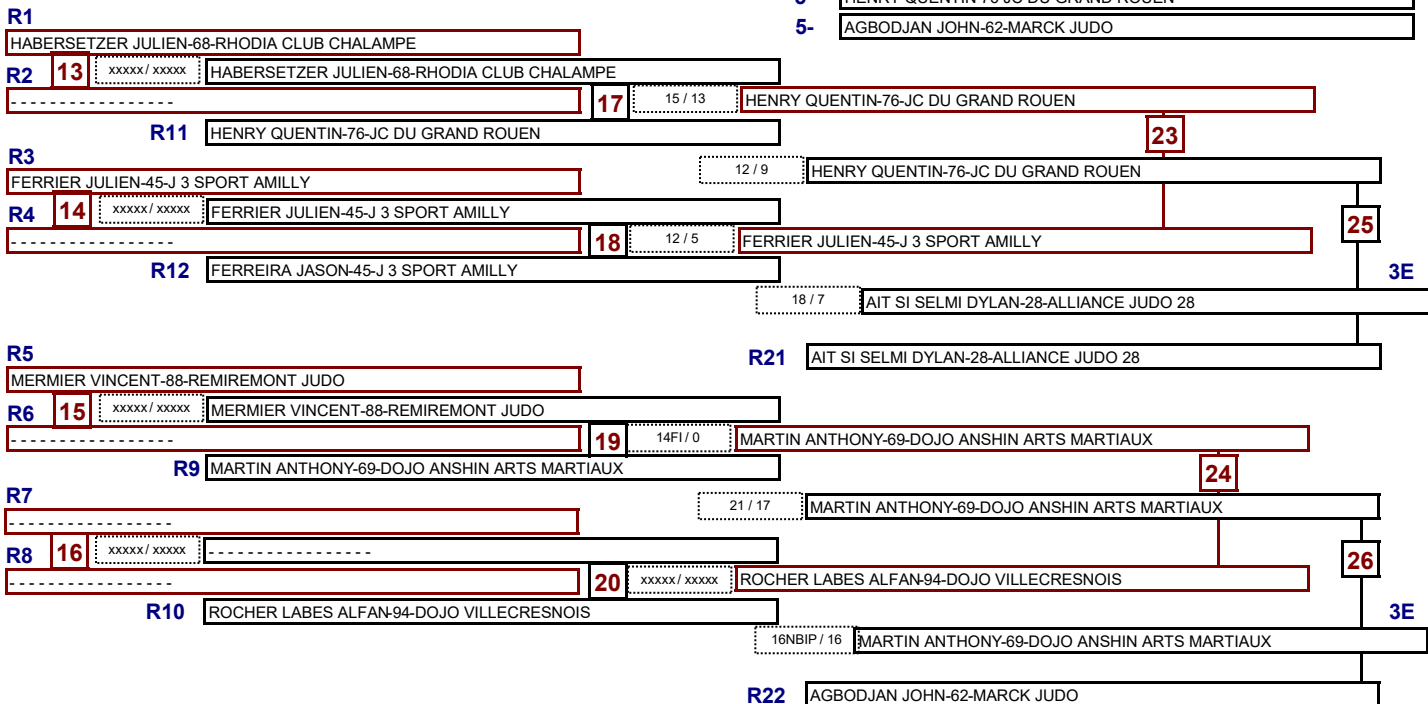 HENRY QUENTIN-76-JC DU GRAND ROUEN
R1
5- AGBODJAN JOHN-62-MARCK JUDO
HABERSETZER JULIEN-68-RHODIA CLUB CHALAMPE
R2 13 xxxxx / xxxxx HABERSETZER JULIEN-68-RHODIA CLUB CHALAMPE
- - - - - - - - - - - - - - - - - 17 15 / 13 HENRY QUENTIN-76-JC DU GRAND ROUEN
R11 HENRY QUENTIN-76-JC DU GRAND ROUEN 23
R3
12 / 9 HENRY QUENTIN-76-JC DU GRAND ROUEN
FERRIER JULIEN-45-J 3 SPORT AMILLY
R4 14 xxxxx / xxxxx FERRIER JULIEN-45-J 3 SPORT AMILLY 25
- - - - - - - - - - - - - - - - - 18 12 / 5 FERRIER JULIEN-45-J 3 SPORT AMILLY
R12 FERREIRA JASON-45-J 3 SPORT AMILLY 3E
18 / 7 AIT SI SELMI DYLAN-28-ALLIANCE JUDO 28
R5
R21 AIT SI SELMI DYLAN-28-ALLIANCE JUDO 28
MERMIER VINCENT-88-REMIREMONT JUDO
R6 15 xxxxx / xxxxx MERMIER VINCENT-88-REMIREMONT JUDO
- - - - - - - - - - - - - - - - - 19 14FI / 0 MARTIN ANTHONY-69-DOJO ANSHIN ARTS MARTIAUX
R9 MARTIN ANTHONY-69-DOJO ANSHIN ARTS MARTIAUX 24
R7
21 / 17 MARTIN ANTHONY-69-DOJO ANSHIN ARTS MARTIAUX
- - - - - - - - - - - - - - - - -
R8 16 xxxxx / xxxxx - - - - - - - - - - - - - - - - - 26
- - - - - - - - - - - - - - - - - 20 xxxxx / xxxxx ROCHER LABES ALFAN-94-DOJO VILLECRESNOIS
R10 ROCHER LABES ALFAN-94-DOJO VILLECRESNOIS 3E
16NBIP / 16 MARTIN ANTHONY-69-DOJO ANSHIN ARTS MARTIAUX
R22 AGBODJAN JOHN-62-MARCK JUDO